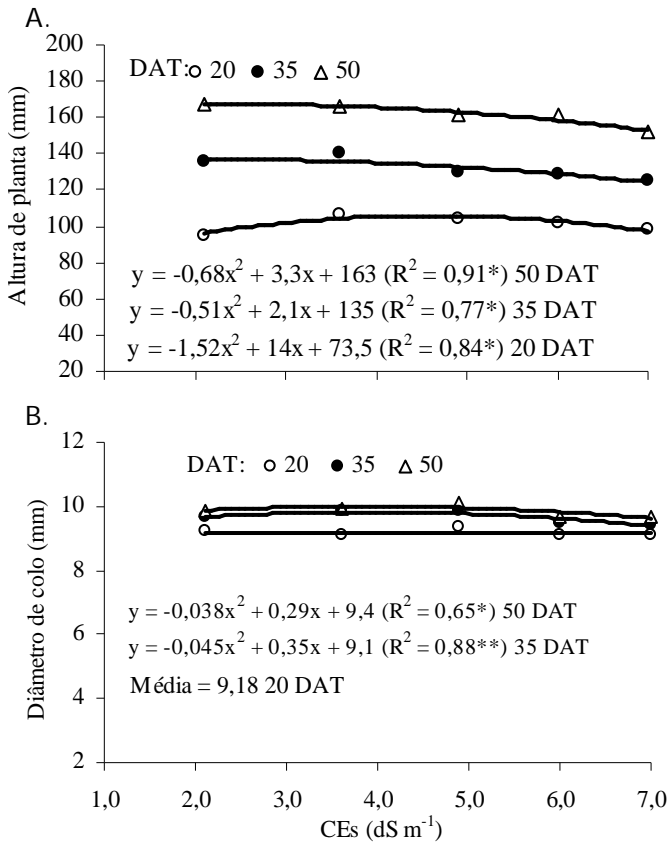 A.
Altura de planta (mm)
200
180
160
140
120
100
80
60
40
20
DAT: 20 35 50
y = -0,68x² + 3,3x + 163 (R² = 0,91*) 50 DAT
y = -0,51x² + 2,1x + 135 (R² = 0,77*) 35 DAT
y = -1,52x² + 14x + 73,5 (R² = 0,84*) 20 DAT
B.
Diâmetro de colo (mm)
12
10
8
6
4
2
DAT: 20 35 50
y = -0,038x² + 0,29x + 9,4 (R² = 0,65*) 50 DAT
y = -0,045x² + 0,35x + 9,1 (R² = 0,88**) 35 DAT
Média = 9,18 20 DAT
1,0 2,0 3,0 4,0 5,0 6,0 7,0
CEs (dS m⁻¹)